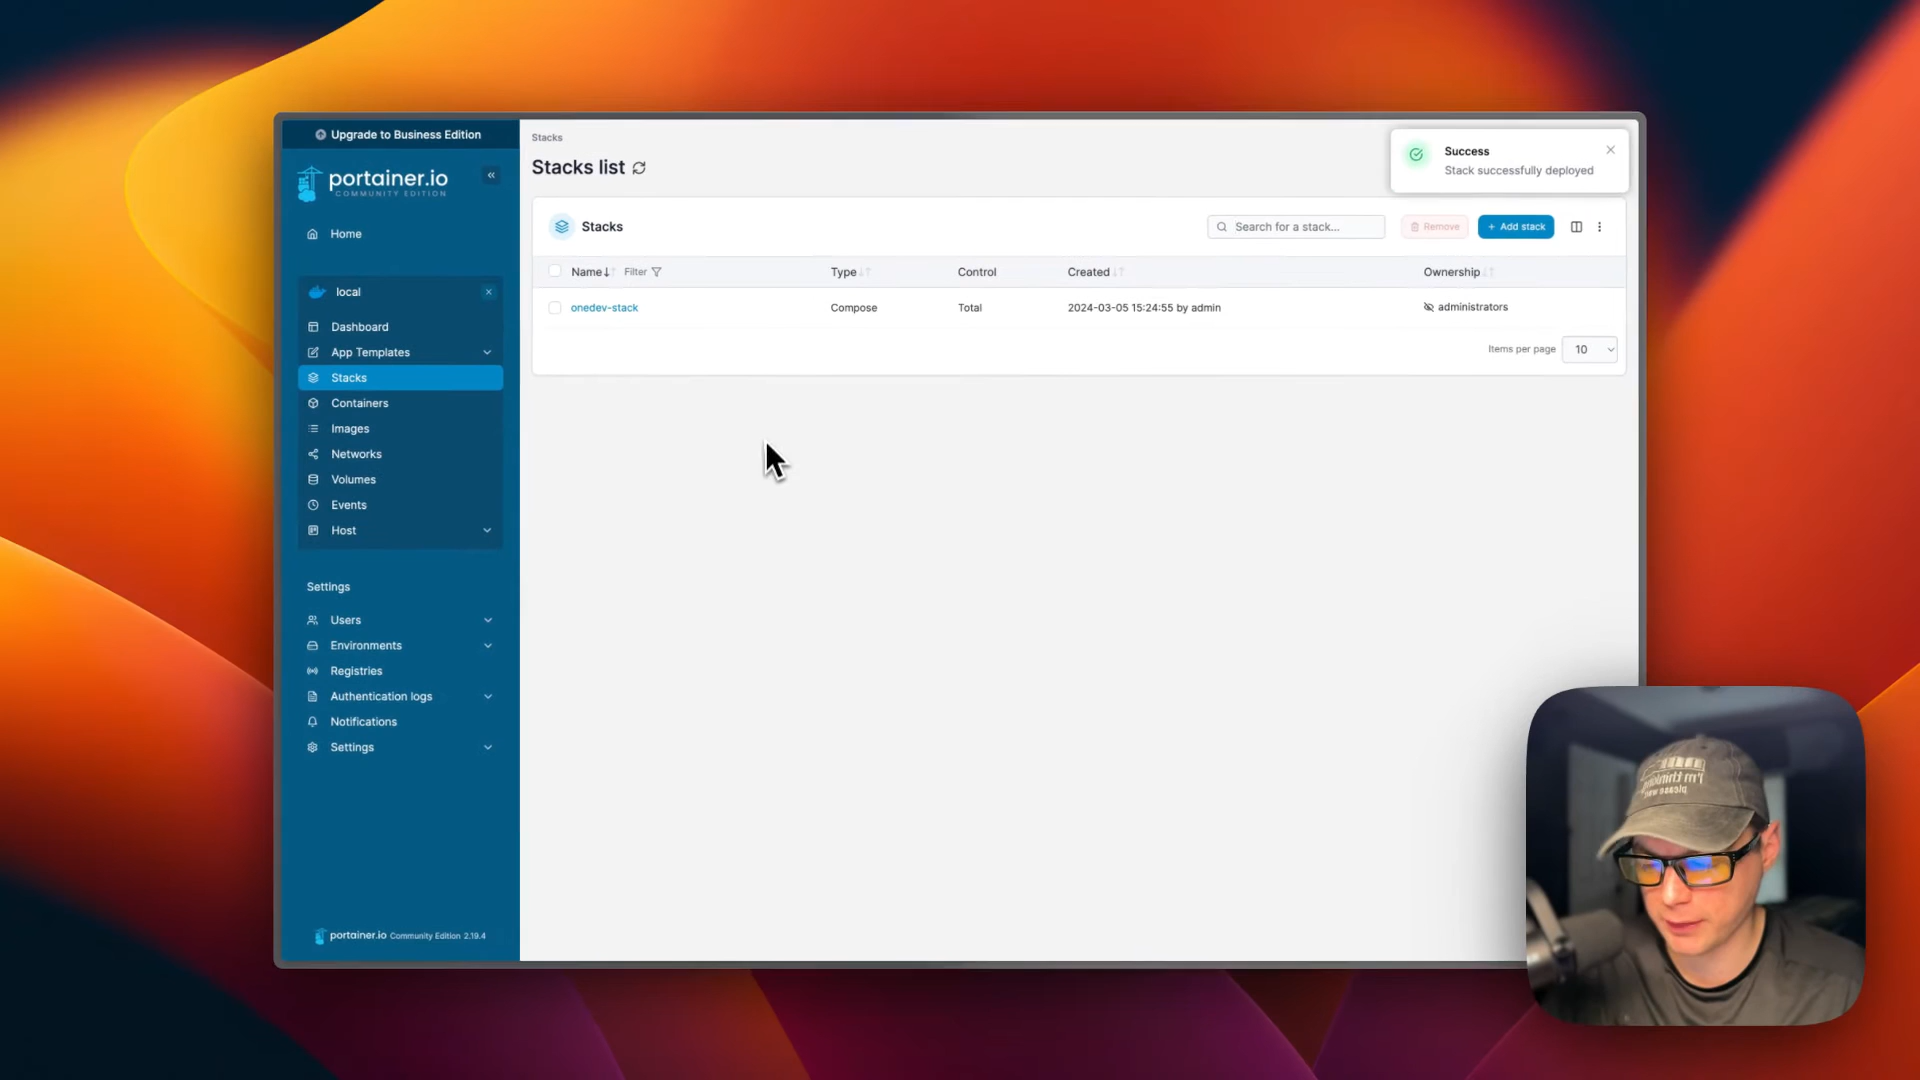 Upgrade to Business Edition
portainer.io
COMMUNITY EDITION
Home
local
Dashboard
App Templates
Stacks
Containers
Images
Networks
Volumes
Events
Host
Settings
Users
Environments
Registries
Authentication logs
Notifications
Settings
portainer.io Community Edition 2.19.4
Stacks
Stacks list
Success
Stack successfully deployed
Stacks
Search for a stack...
Remove
+ Add stack
Name Filter Type Control Created Ownership
onedev-stack Compose Total 2024-03-05 15:24:55 by admin administrators
Items per page 10
I'm thinking
please wait